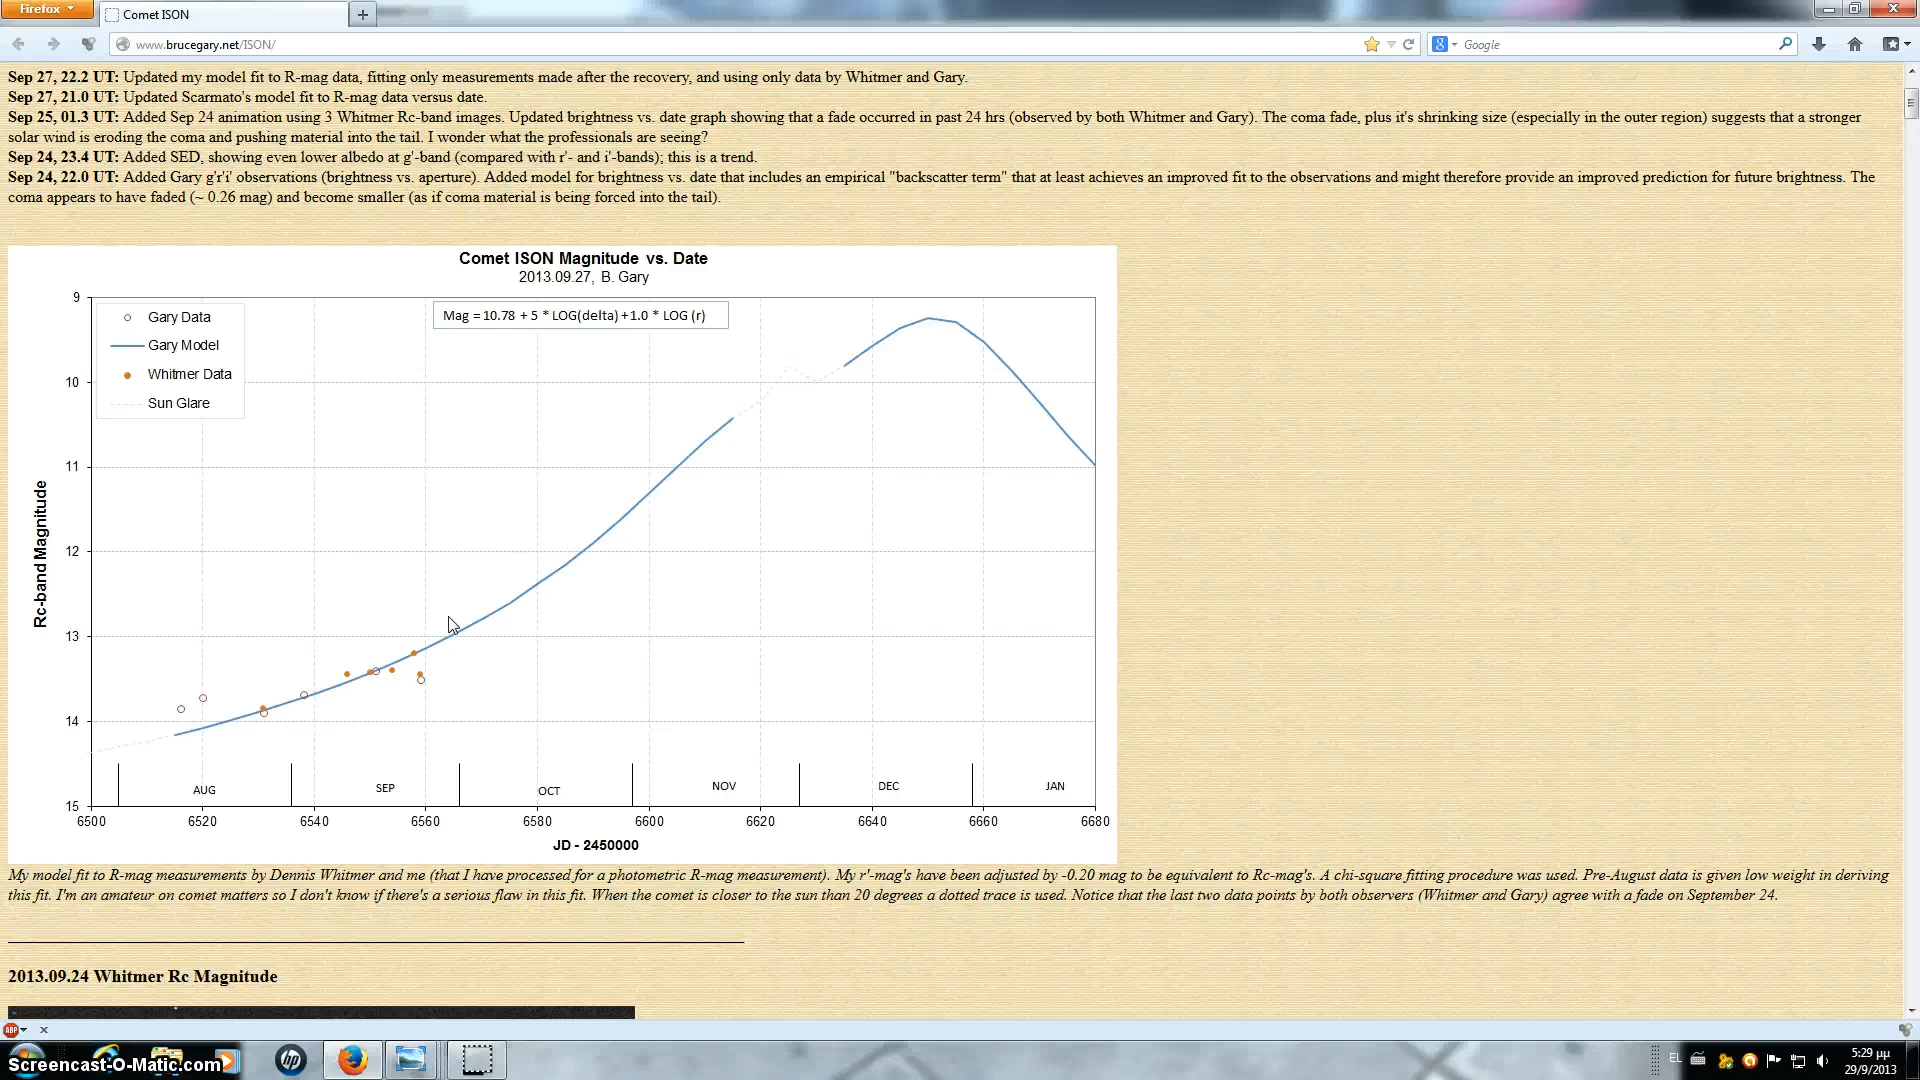 Firefox
Comet ISON
www.brucegary.net/ISON/
Google
Sep 27, 22.2 UT: Updated my model fit to R-mag data, fitting only measurements made after the recovery, and using only data by Whitmer and Gary.
Sep 27, 21.0 UT: Updated Scarmato's model fit to R-mag data versus date.
Sep 25, 01.3 UT: Added Sep 24 animation using 3 Whitmer Rc-band images. Updated brightness vs. date graph showing that a fade occurred in past 24 hrs (observed by both Whitmer and Gary). The coma fade, plus it's shrinking size (especially in the outer region) suggests that a stronger
solar wind is eroding the coma and pushing material into the tail. I wonder what the professionals are seeing?
Sep 24, 23.4 UT: Added SED, showing even lower albedo at g'-band (compared with r'- and i'-bands); this is a trend.
Sep 24, 22.0 UT: Added Gary g'r'i' observations (brightness vs. aperture). Added model for brightness vs. date that includes an empirical "backscatter term" that at least achieves an improved fit to the observations and might therefore provide an improved prediction for future brightness. The
coma appears to have faded (~ 0.26 mag) and become smaller (as if coma material is being forced into the tail).
Comet ISON Magnitude vs. Date
2013.09.27, B. Gary
Mag = 10.78 + 5 * LOG(delta) +1.0 * LOG (r)
Gary Data
Gary Model
Whitmer Data
Sun Glare
Rc-band Magnitude
9
10
11
12
13
14
15
AUG SEP OCT NOV DEC JAN
6500 6520 6540 6560 6580 6600 6620 6640 6660 6680
JD - 2450000
My model fit to R-mag measurements by Dennis Whitmer and me (that I have processed for a photometric R-mag measurement). My r'-mag's have been adjusted by -0.20 mag to be equivalent to Rc-mag's. A chi-square fitting procedure was used. Pre-August data is given low weight in deriving
this fit. I'm an amateur on comet matters so I don't know if there's a serious flaw in this fit. When the comet is closer to the sun than 20 degrees a dotted trace is used. Notice that the last two data points by both observers (Whitmer and Gary) agree with a fade on September 24.
2013.09.24 Whitmer Rc Magnitude
ABP
Screencast-O-Matic.com
hp
EL
5:29 μμ
29/9/2013